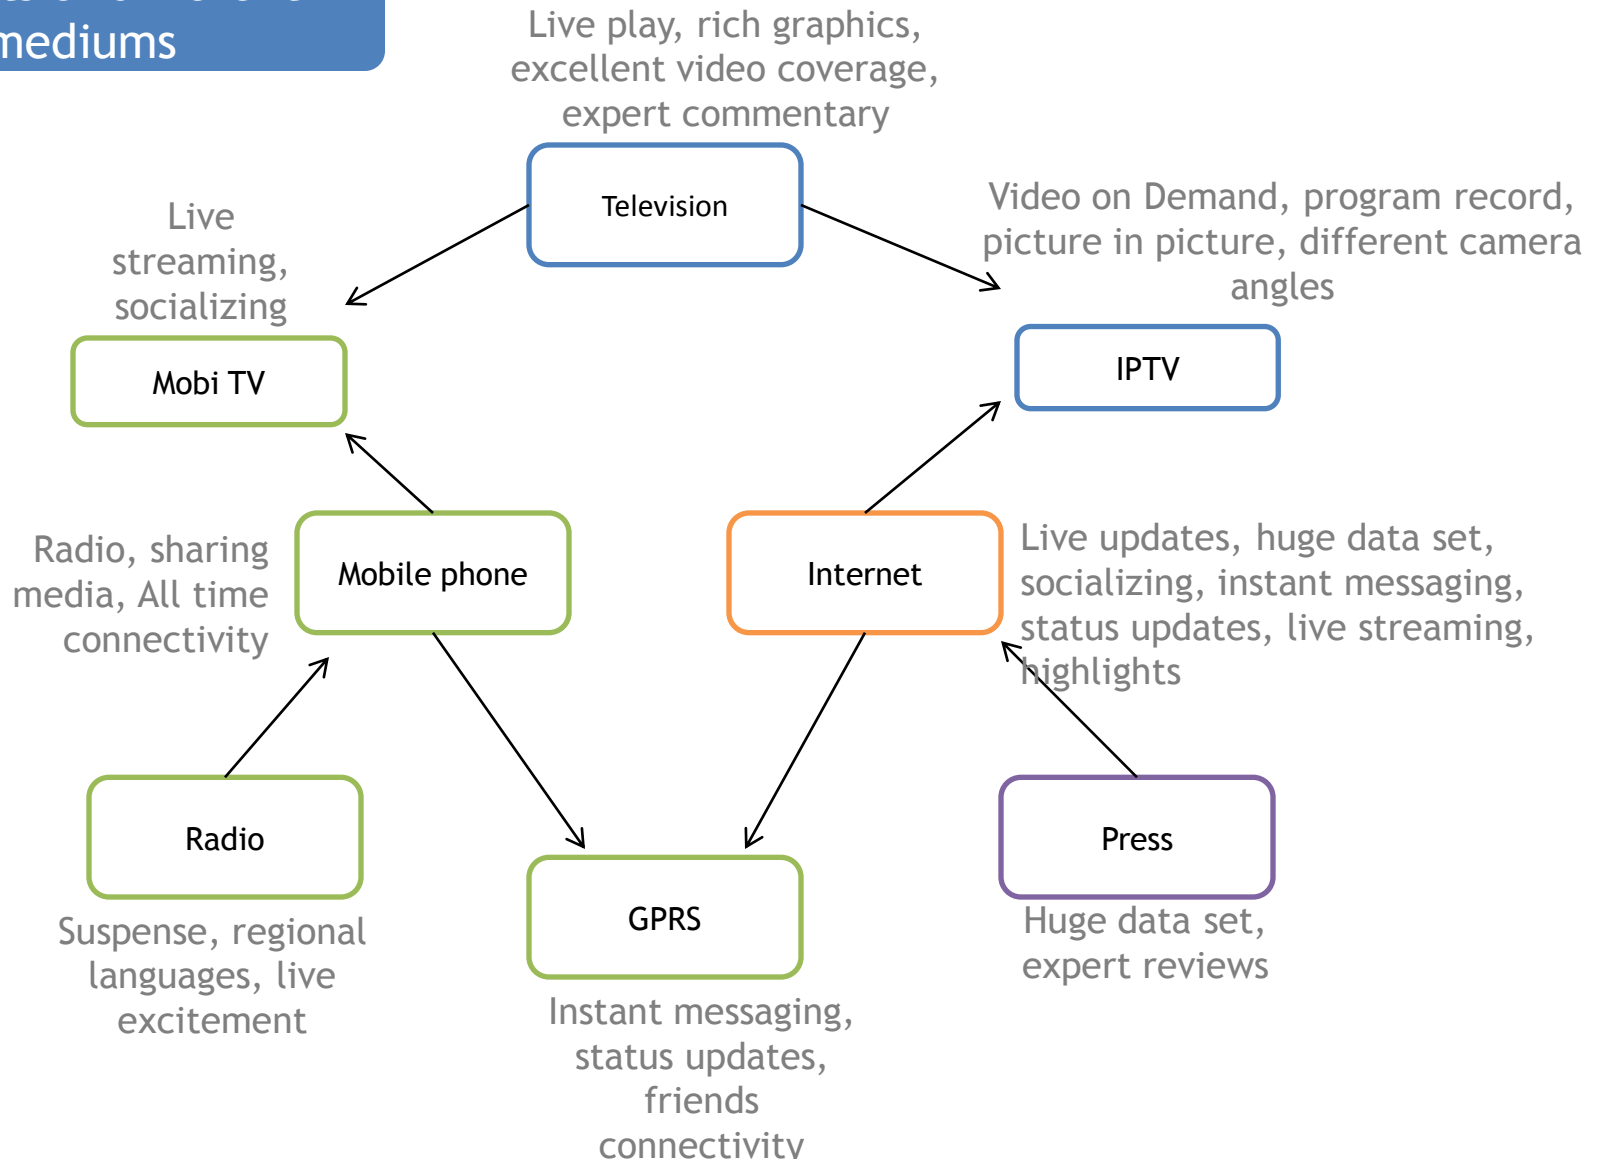 mediums
Live play, rich graphics,
excellent video coverage,
expert commentary
Television
Live
streaming,
socializing
Video on Demand, program record,
picture in picture, different camera
angles
Mobi TV
IPTV
Radio, sharing
media, All time
connectivity
Mobile phone
Internet
Live updates, huge data set,
socializing, instant messaging,
status updates, live streaming,
highlights
Radio
Suspense, regional
languages, live
excitement
GPRS
Instant messaging,
status updates,
friends
connectivity
Press
Huge data set,
expert reviews